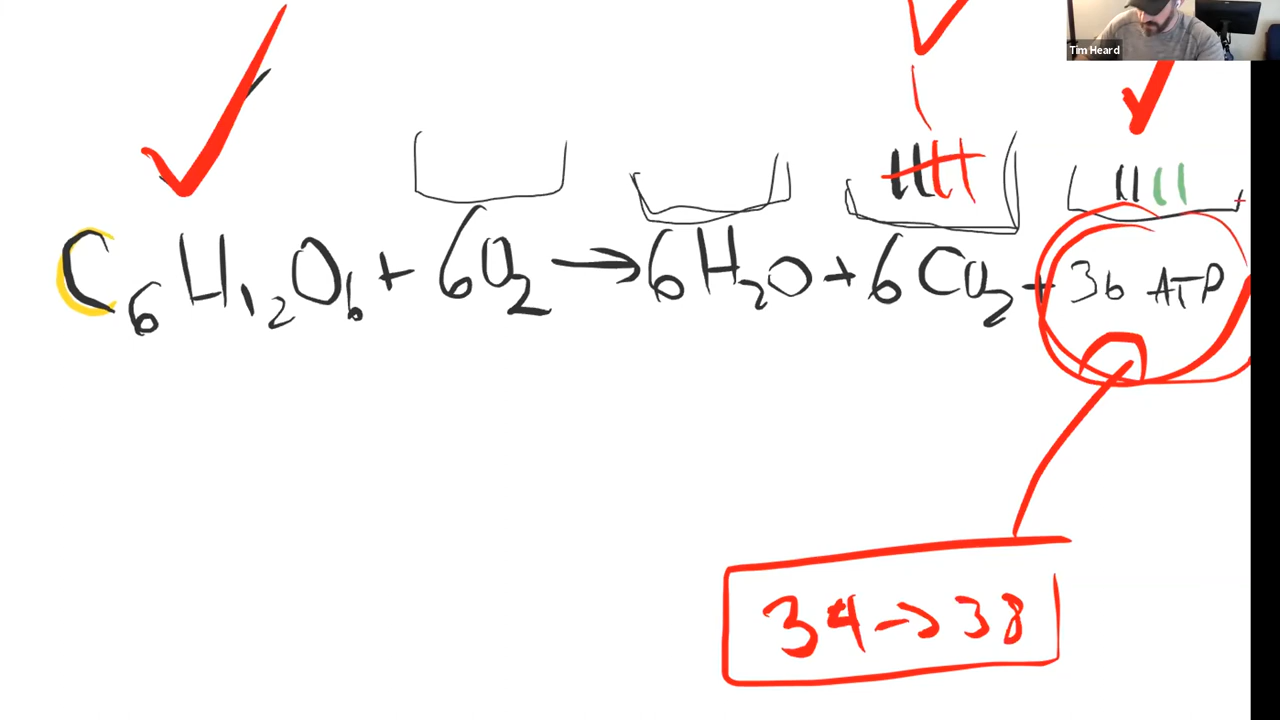 Tim Heard
C6H12O6 + 6O2 → 6H2O + 6CO2 + 36 ATP
34 → 38